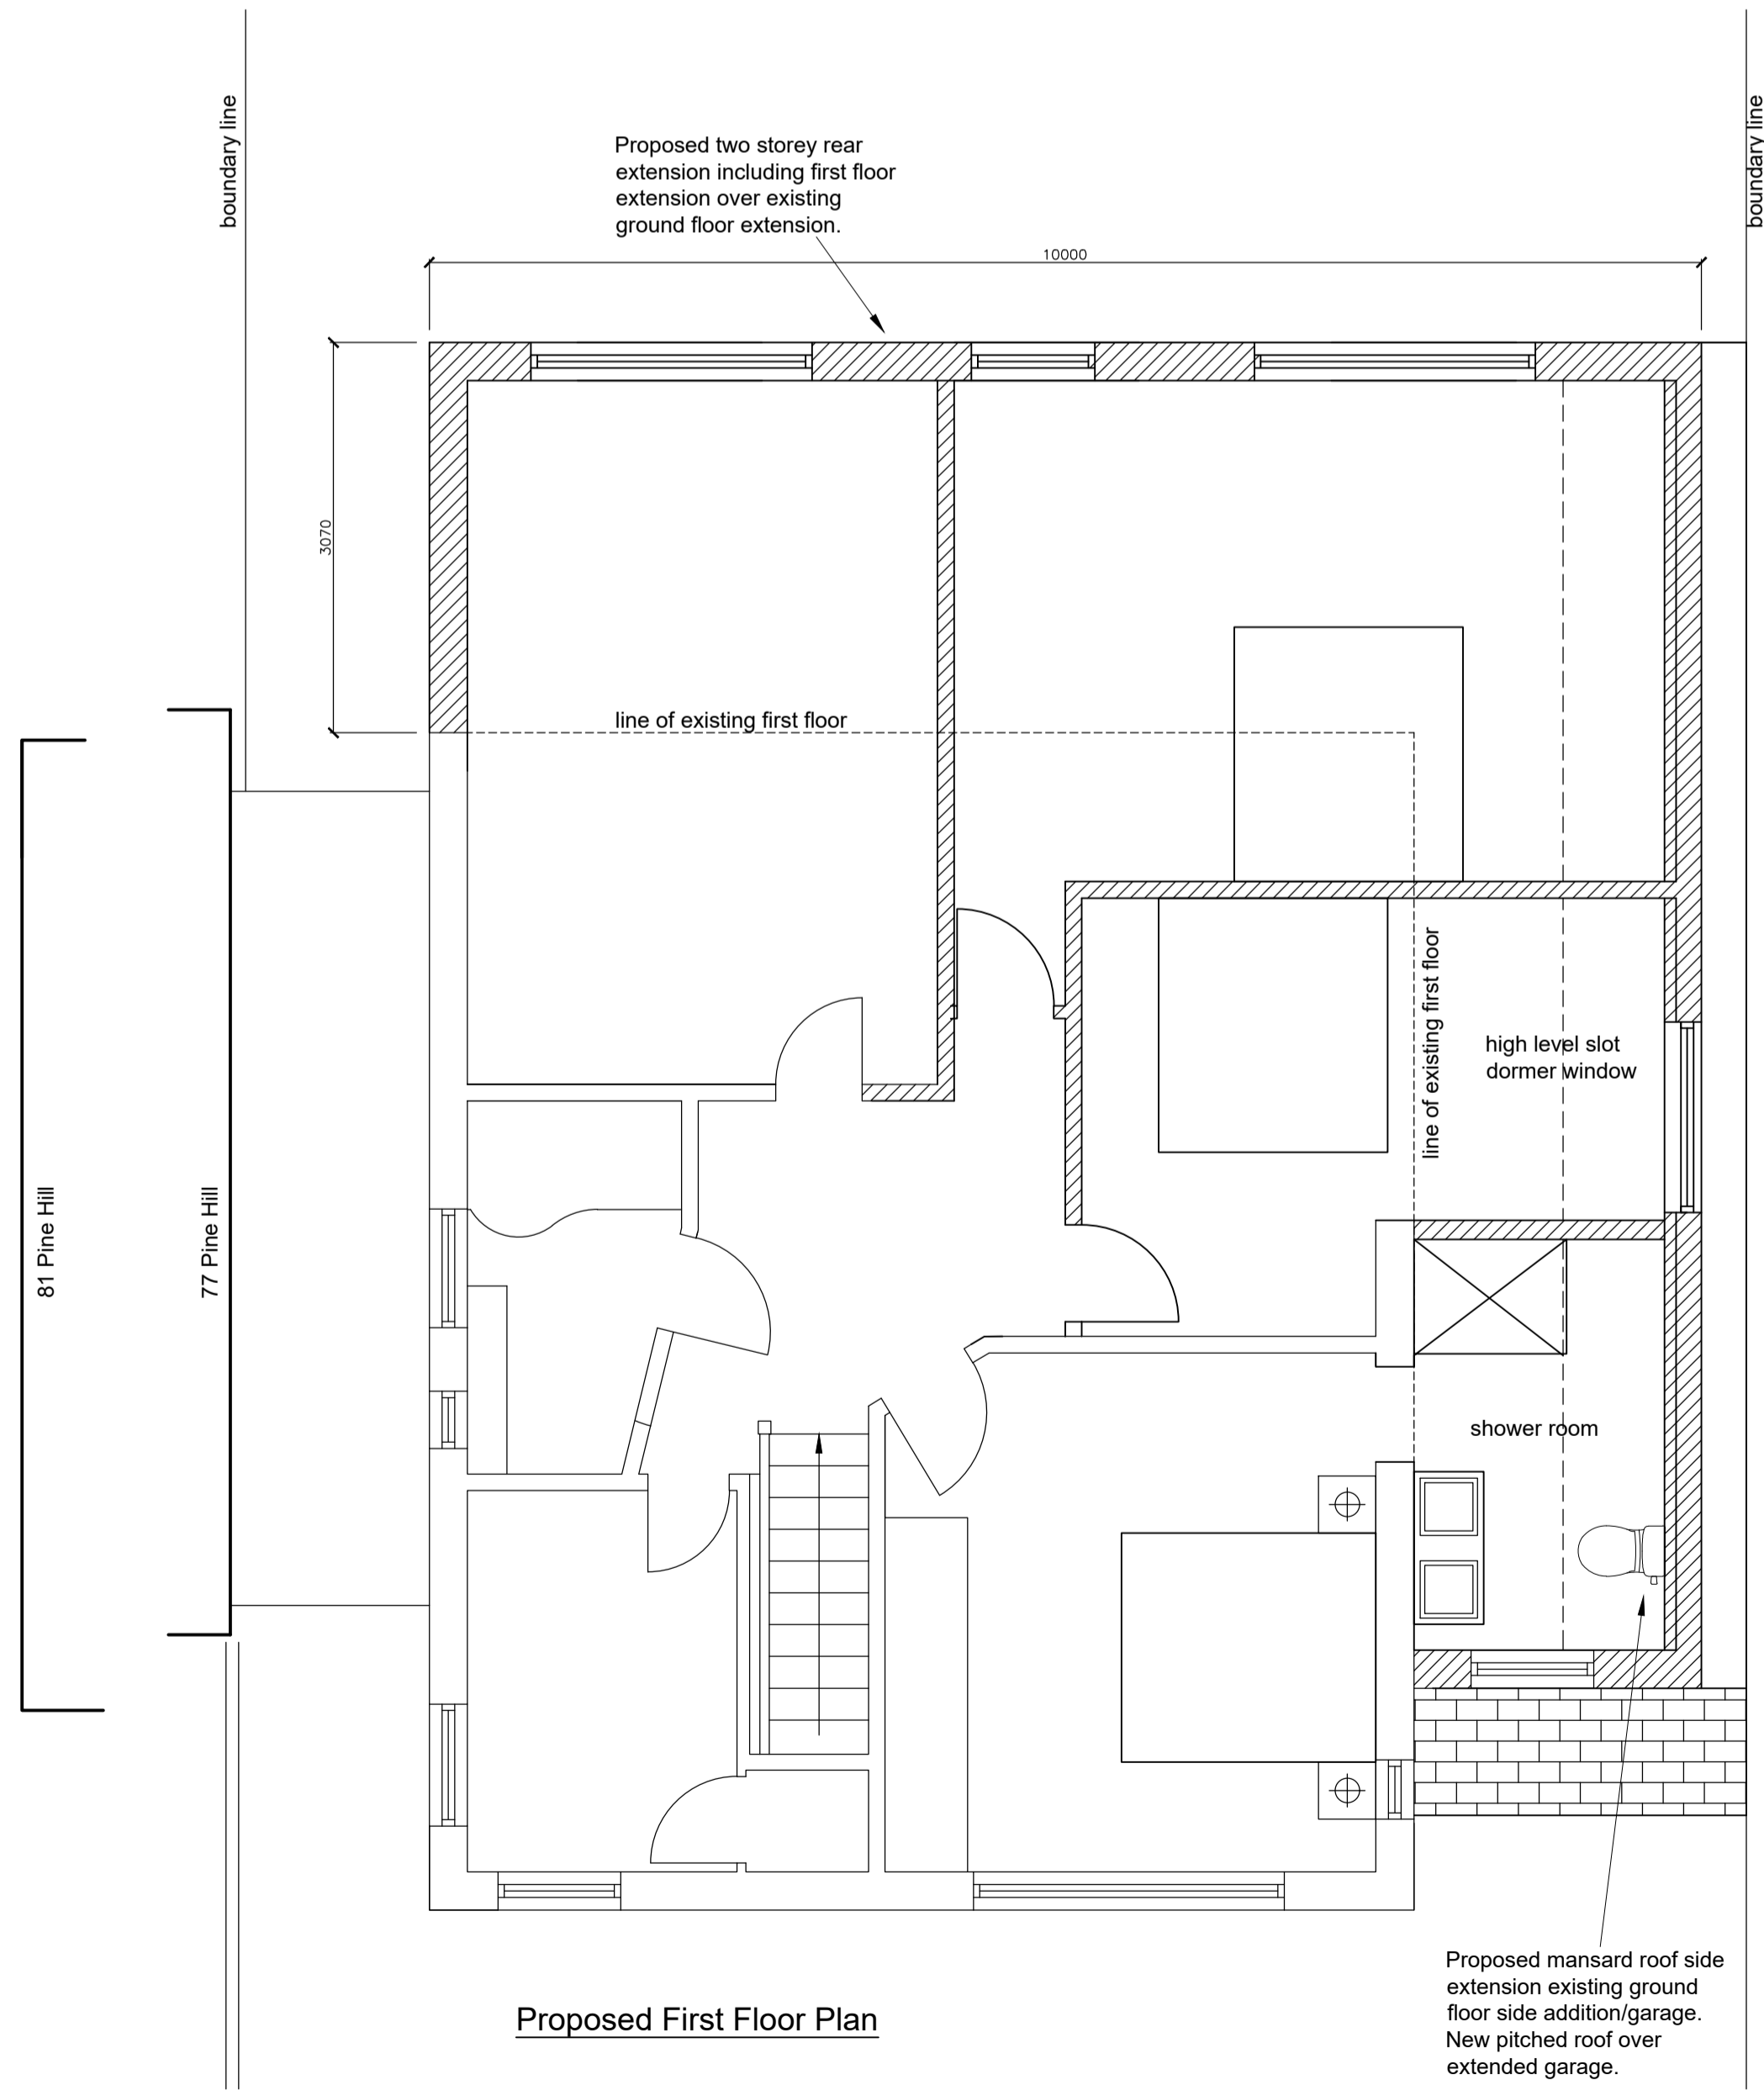 boundary line
boundary line
Proposed two storey rear
extension including first floor
extension over existing
ground floor extension.
10000
3070
line of existing first floor
line of existing first floor
high level slot
dormer window
81 Pine Hill
77 Pine Hill
shower room
Proposed mansard roof side
extension existing ground
floor side addition/garage.
New pitched roof over
extended garage.
Proposed First Floor Plan